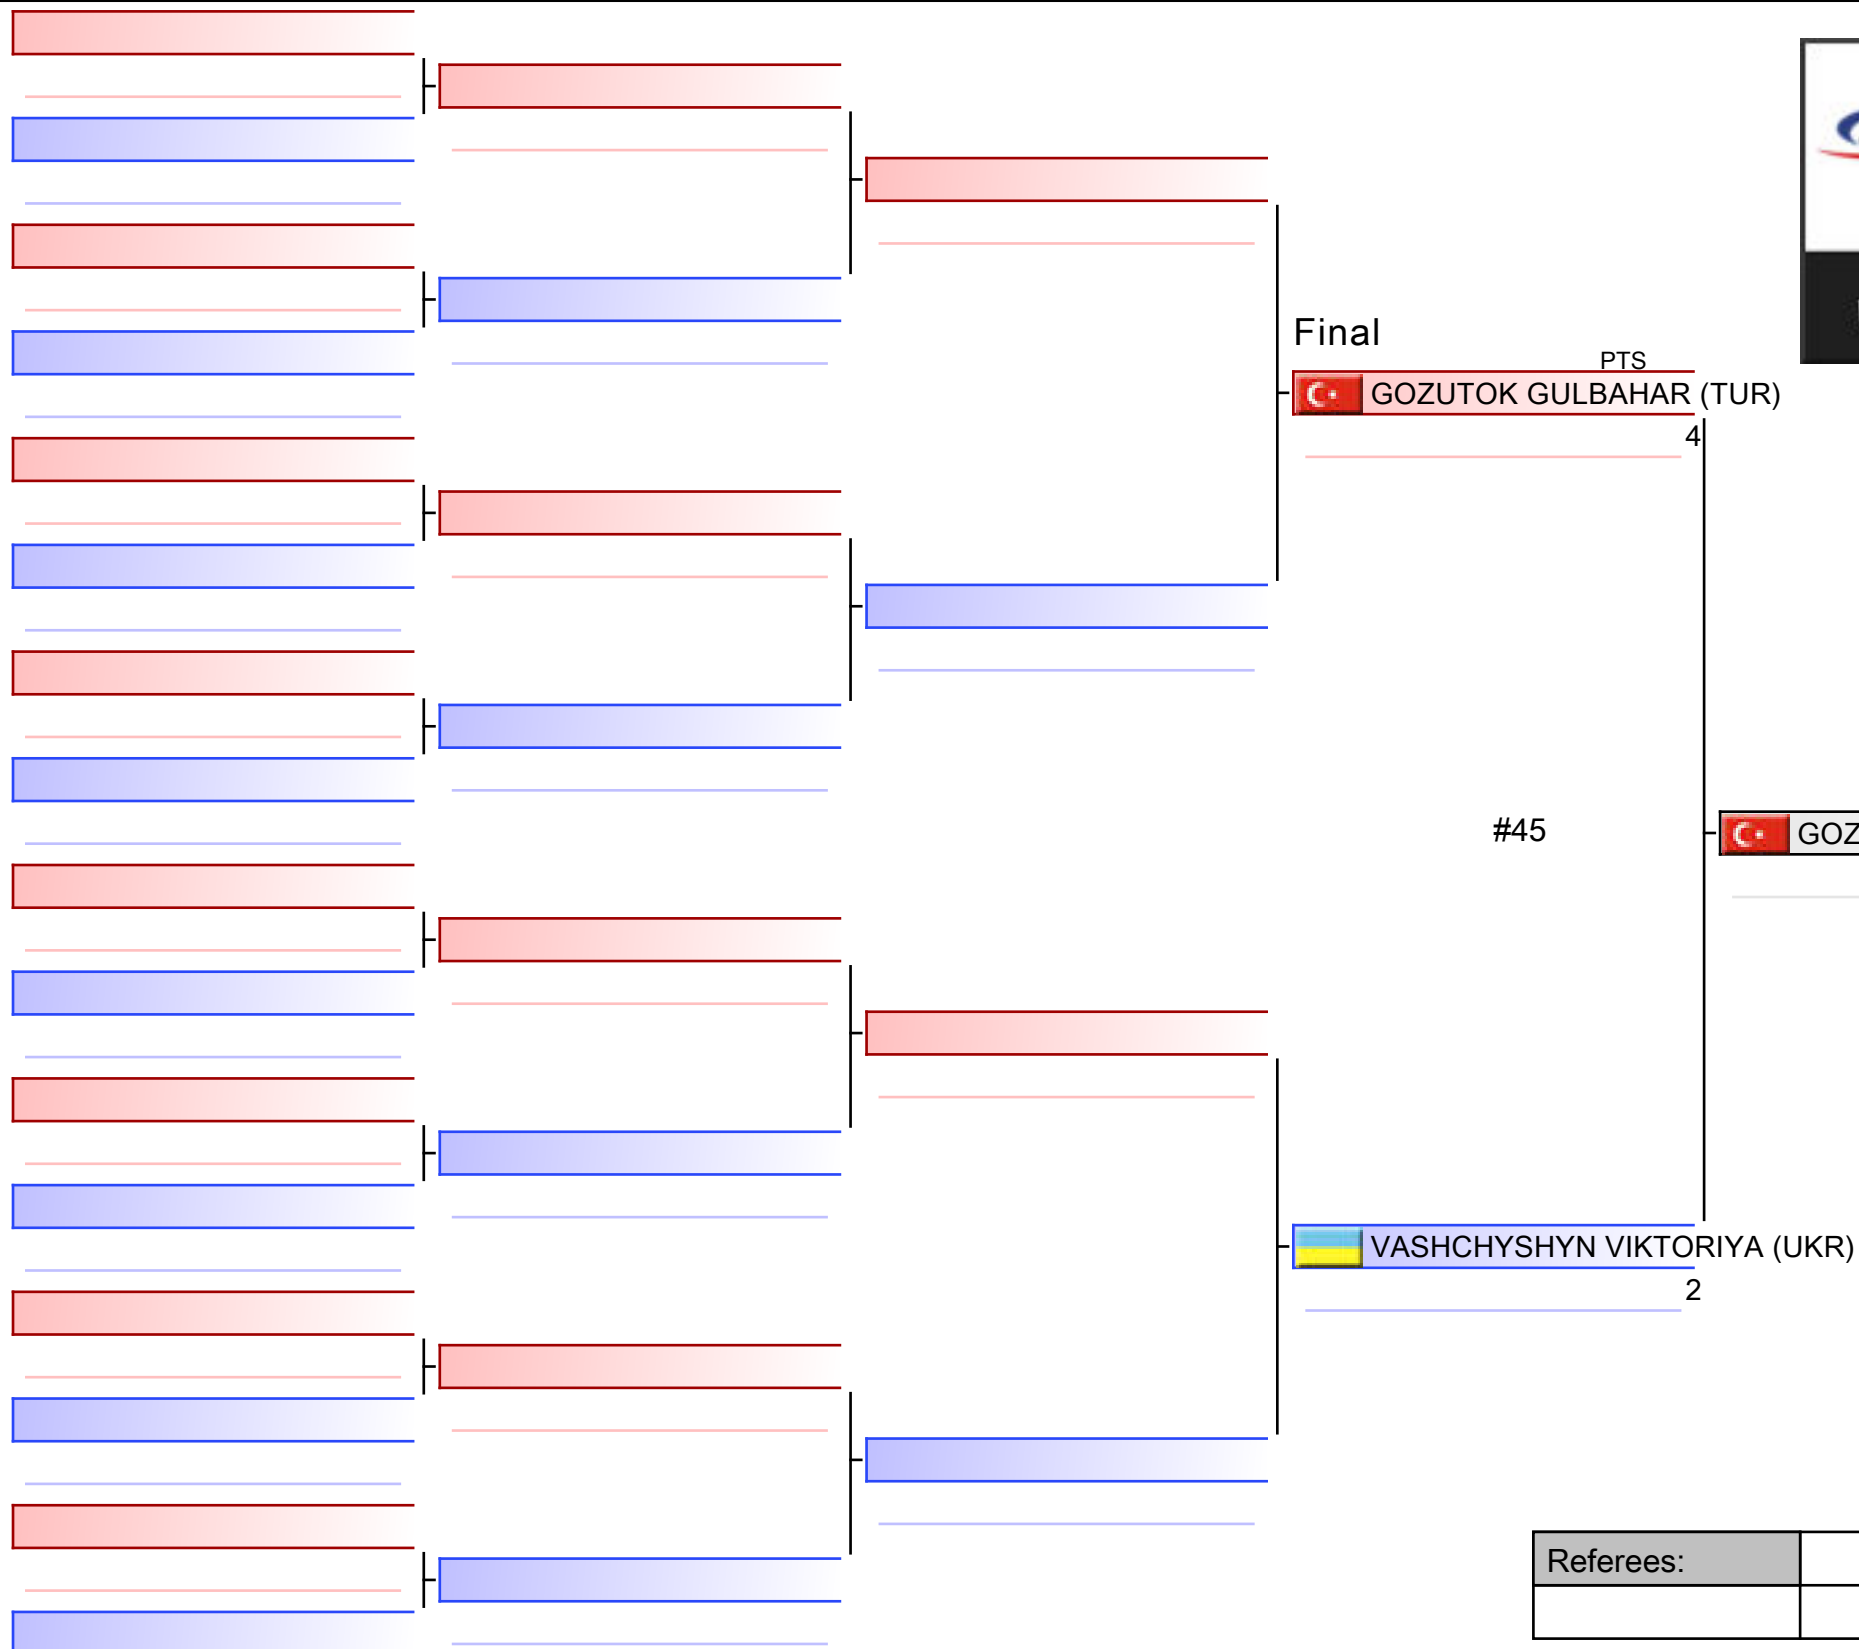 Final
PTS
GOZUTOK GULBAHAR (TUR)
4
#45
GOZ
VASHCHYSHYN VIKTORIYA (UKR)
2
Referees: